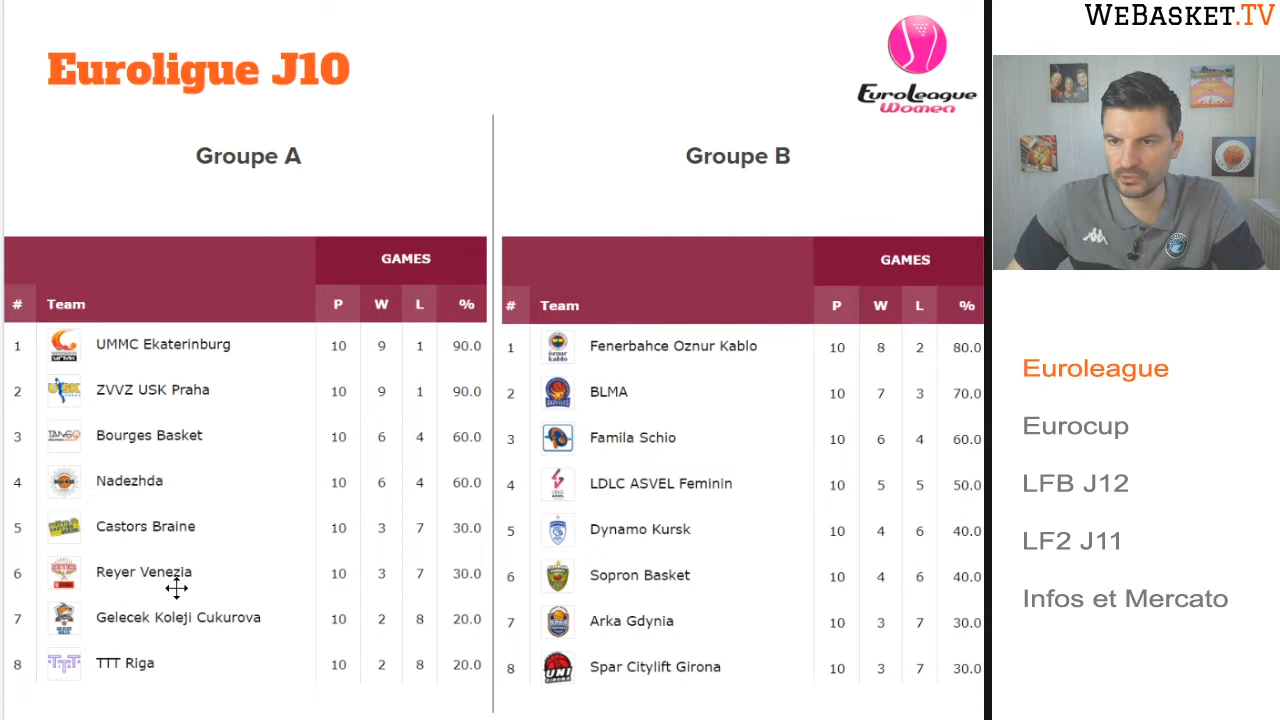 WEBASKET.TV
Euroligue J10
EuroLeague
Women
Groupe A
Groupe B
GAMES
# Team P W L %
1 UMMC Ekaterinburg 10 9 1 90.0
2 ZVVZ USK Praha 10 9 1 90.0
3 Bourges Basket 10 6 4 60.0
4 Nadezhda 10 6 4 60.0
5 Castors Braine 10 3 7 30.0
6 Reyer Venezia 10 3 7 30.0
7 Gelecek Koleji Cukurova 10 2 8 20.0
8 TTT Riga 10 2 8 20.0
GAMES
# Team P W L %
1 Fenerbahce Oznur Kablo 10 8 2 80.0
2 BLMA 10 7 3 70.0
3 Famila Schio 10 6 4 60.0
4 LDLC ASVEL Feminin 10 5 5 50.0
5 Dynamo Kursk 10 4 6 40.0
6 Sopron Basket 10 4 6 40.0
7 Arka Gdynia 10 3 7 30.0
8 Spar Citylift Girona 10 3 7 30.0
Euroleague
Eurocup
LFB J12
LF2 J11
Infos et Mercato